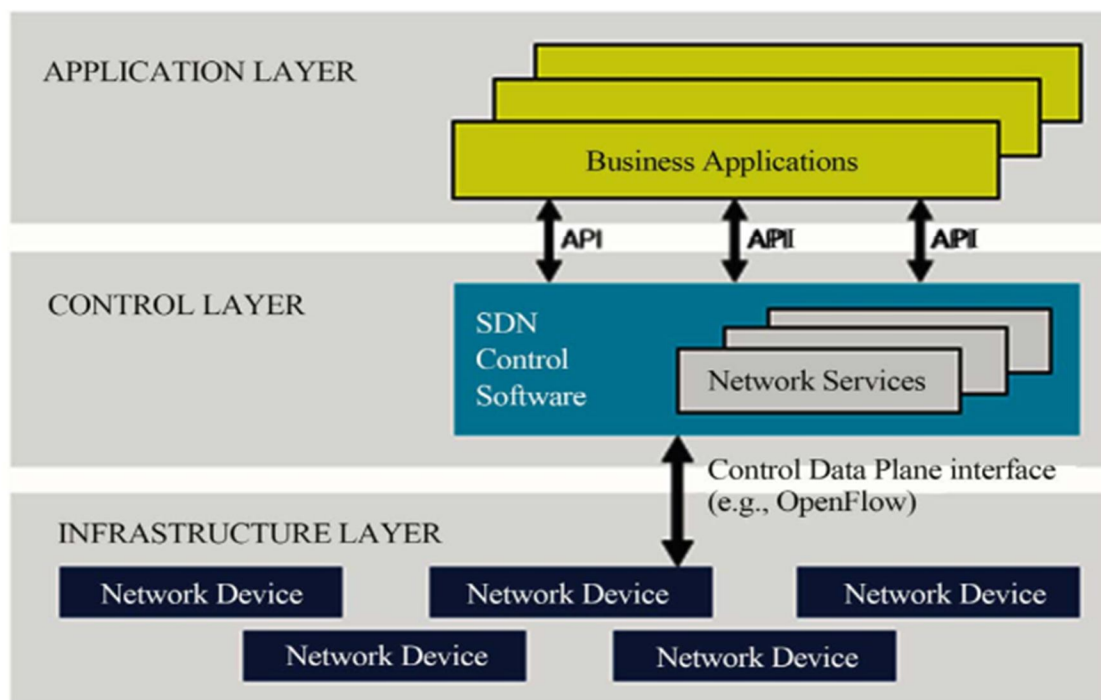 APPLICATION LAYER
Business Applications
API API API
CONTROL LAYER
SDN
Control
Software
Network Services
Control Data Plane interface
(e.g., OpenFlow)
INFRASTRUCTURE LAYER
Network Device Network Device Network Device
Network Device Network Device